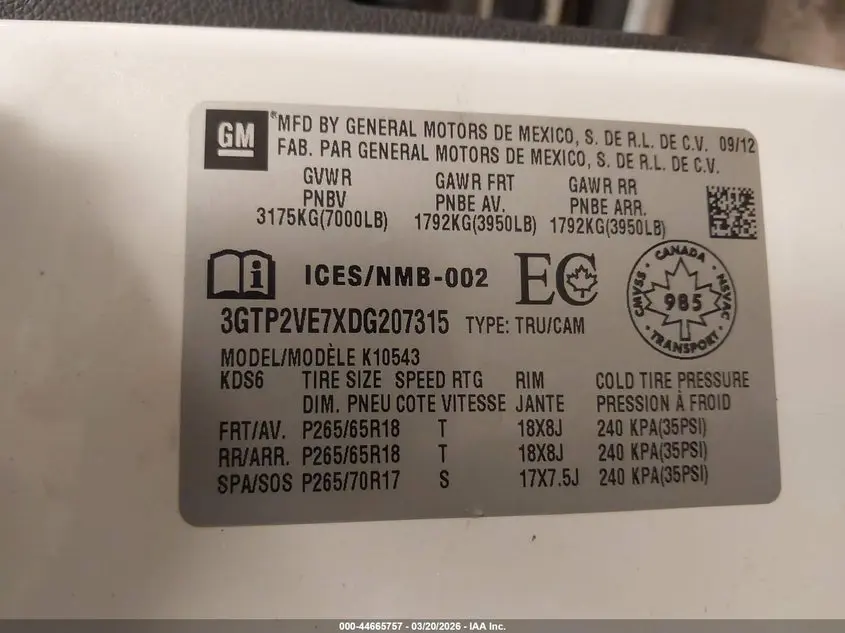 GM ® MFD BY GENERAL MOTORS DE MEXICO, S. DE R.L. DE C.V. 09/12
FAB. PAR GENERAL MOTORS DE MEXICO, S. DE R.L. DE C.V.
GVWR GAWR FRT GAWR RR
PNBV PNBE AV. PNBE ARR.
3175KG(7000LB) 1792KG(3950LB) 1792KG(3950LB)
i ICES/NMB-002 EC
CANADA
CMVSS 985 NSVAC
TRANSPORT
3GTP2VE7XDG207315 TYPE: TRU/CAM
MODEL/MODÈLE K10543
KDS6 TIRE SIZE SPEED RTG RIM COLD TIRE PRESSURE
DIM. PNEU COTE VITESSE JANTE PRESSION À FROID
FRT/AV. P265/65R18 T 18X8J 240 KPA(35PSI)
RR/ARR. P265/65R18 T 18X8J 240 KPA(35PSI)
SPA/SOS P265/70R17 S 17X7.5J 240 KPA(35PSI)
000-44665757 - 03/20/2026 - IAA Inc.